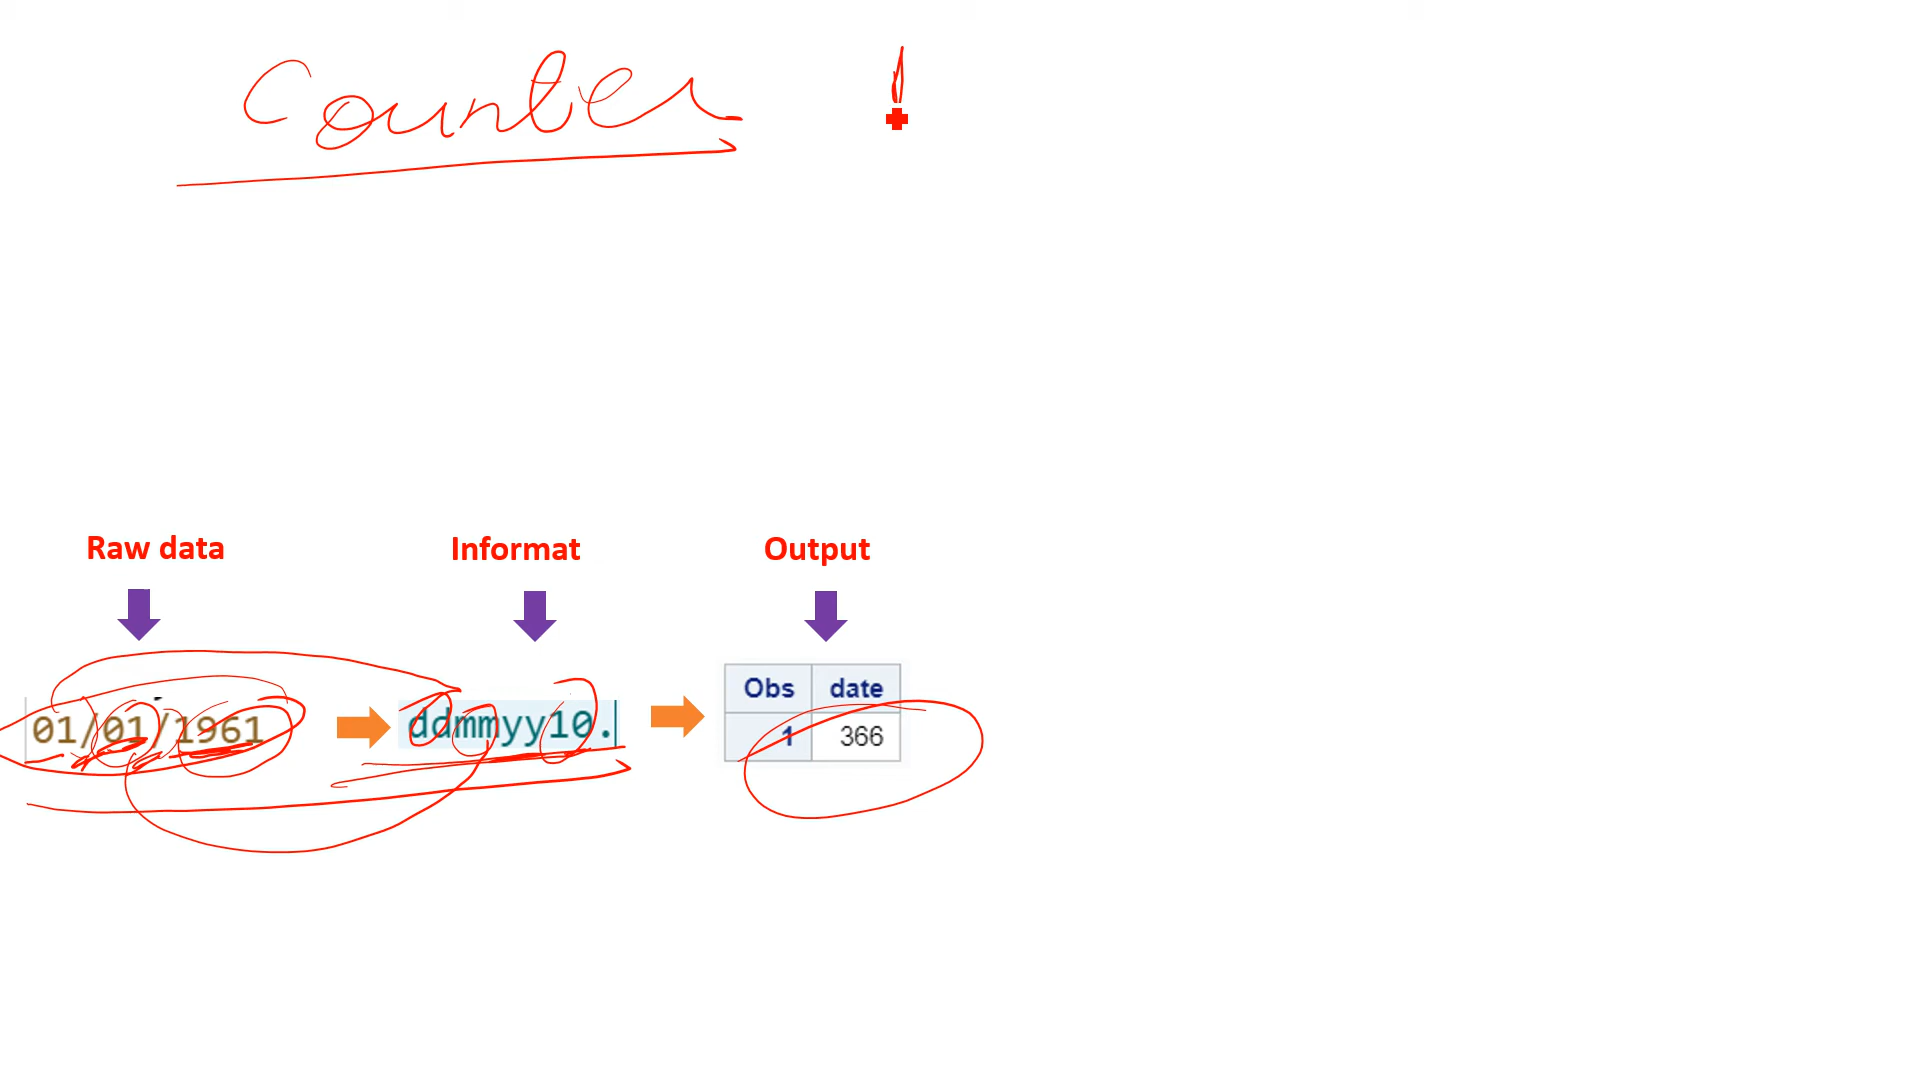 Counter !
Raw data Informat Output
01/01/1961 ddmmyy10. Obs date
1 366